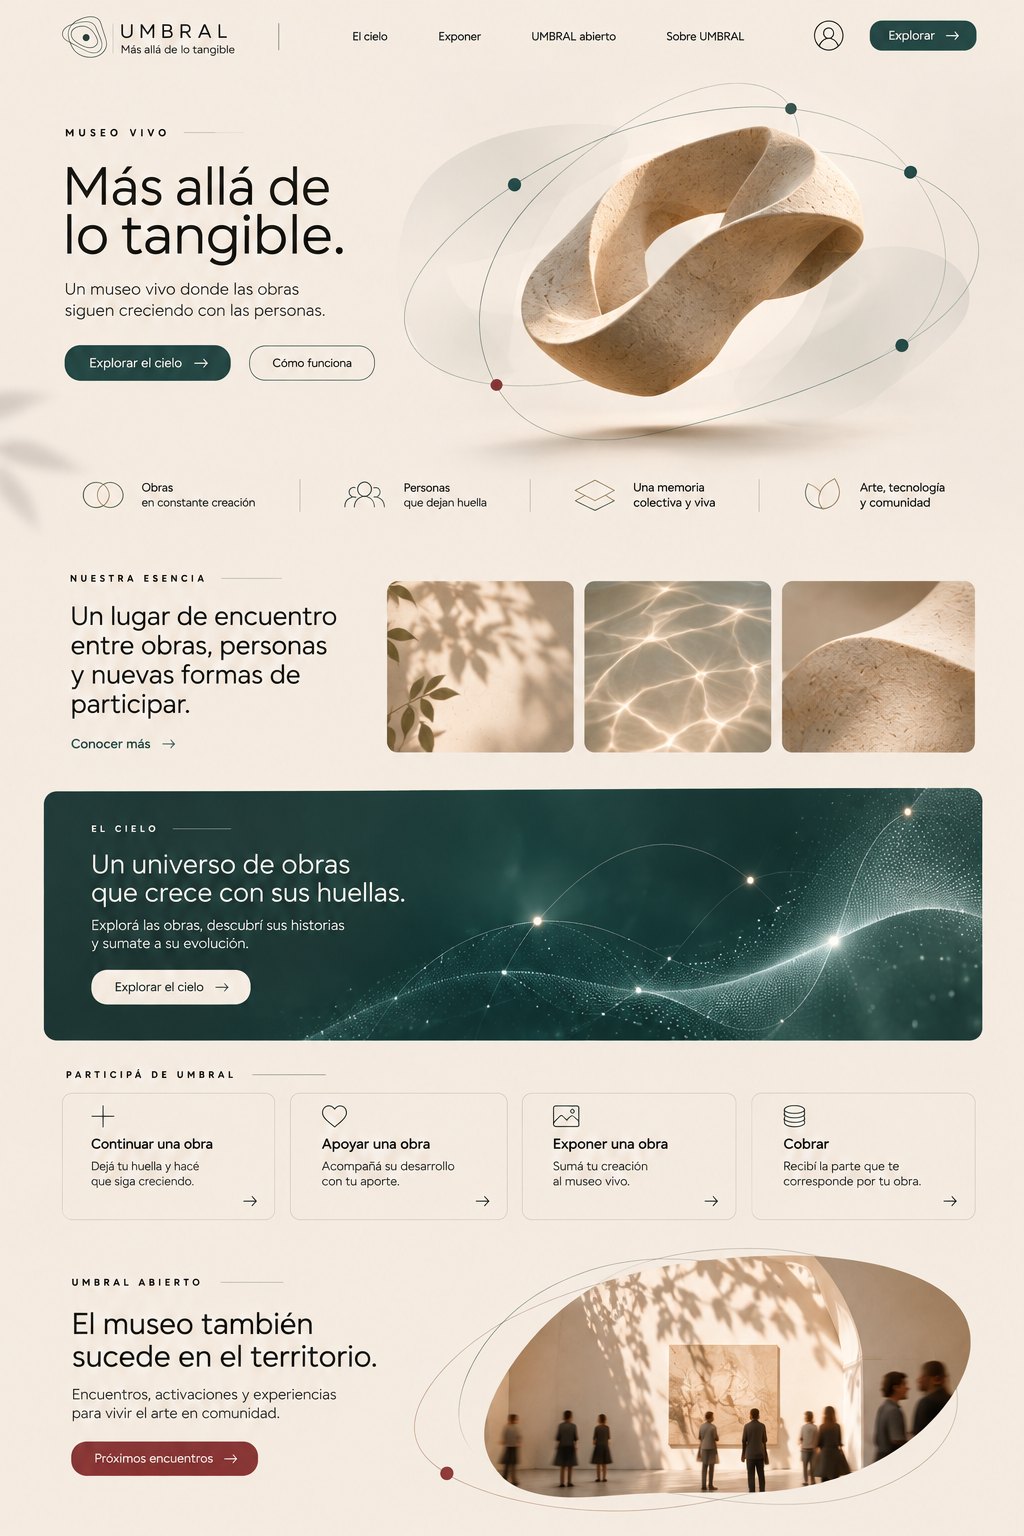 UMBRAL
Más allá de lo tangible
El cielo
Exponer
UMBRAL abierto
Sobre UMBRAL
Explorar →
MUSEO VIVO
Más allá de
lo tangible.
Un museo vivo donde las obras
siguen creciendo con las personas.
Explorar el cielo →
Cómo funciona
Obras
en constante creación
Personas
que dejan huella
Una memoria
colectiva y viva
Arte, tecnología
y comunidad
NUESTRA ESENCIA
Un lugar de encuentro
entre obras, personas
y nuevas formas de
participar.
Conocer más →
EL CIELO
Un universo de obras
que crece con sus huellas.
Explorá las obras, descubrí sus historias
y sumate a su evolución.
Explorar el cielo →
PARTICIPÁ DE UMBRAL
Continuar una obra
Dejá tu huella y hacé
que siga creciendo.
→
Apoyar una obra
Acompañá su desarrollo
con tu aporte.
→
Exponer una obra
Sumá tu creación
al museo vivo.
→
Cobrar
Recibí la parte que te
corresponde por tu obra.
→
UMBRAL ABIERTO
El museo también
sucede en el territorio.
Encuentros, activaciones y experiencias
para vivir el arte en comunidad.
Próximos encuentros →